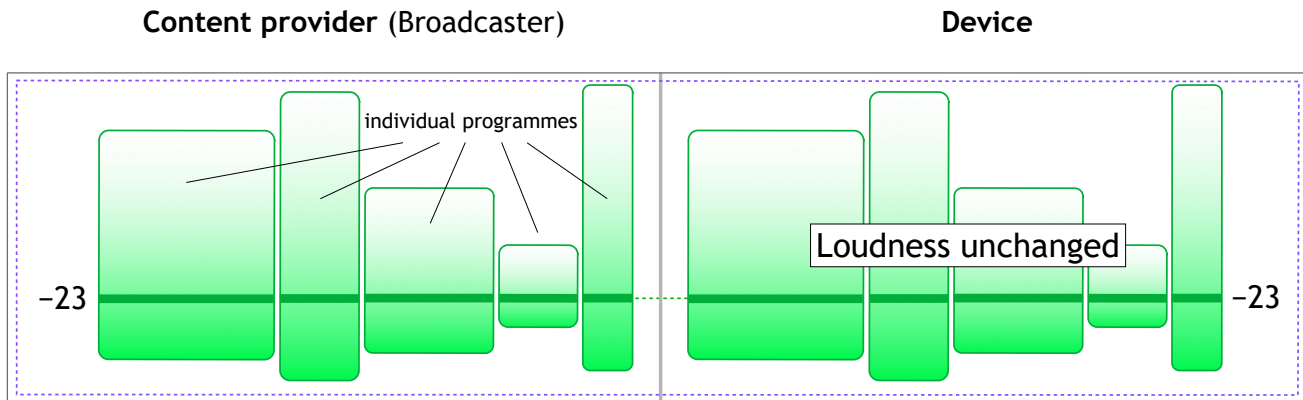 Content provider (Broadcaster)
Device
individual programmes
Loudness unchanged
–23
–23